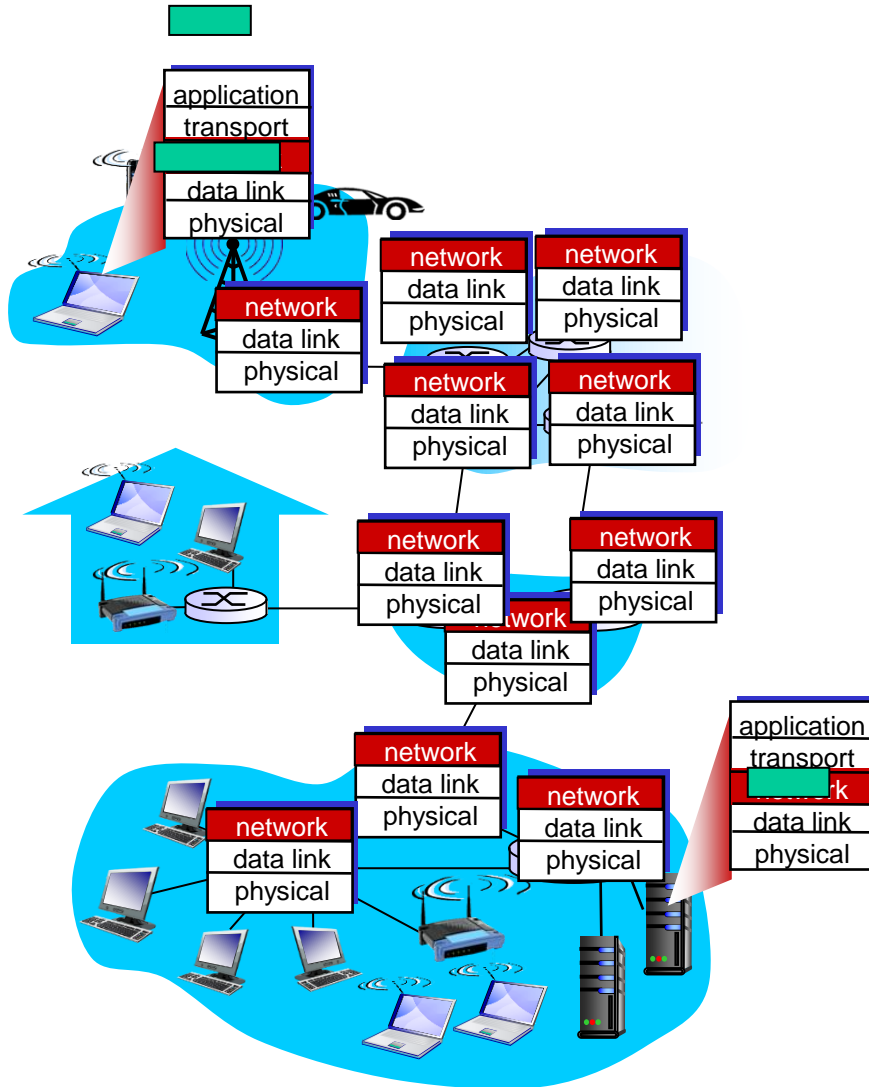 application
transport
data link
physical
network
data link
physical
network
data link
physical
network
data link
physical
network
data link
physical
network
data link
physical
network
data link
physical
network
data link
physical
network
data link
physical
network
data link
physical
network
data link
physical
network
data link
physical
application
transport
network
data link
physical